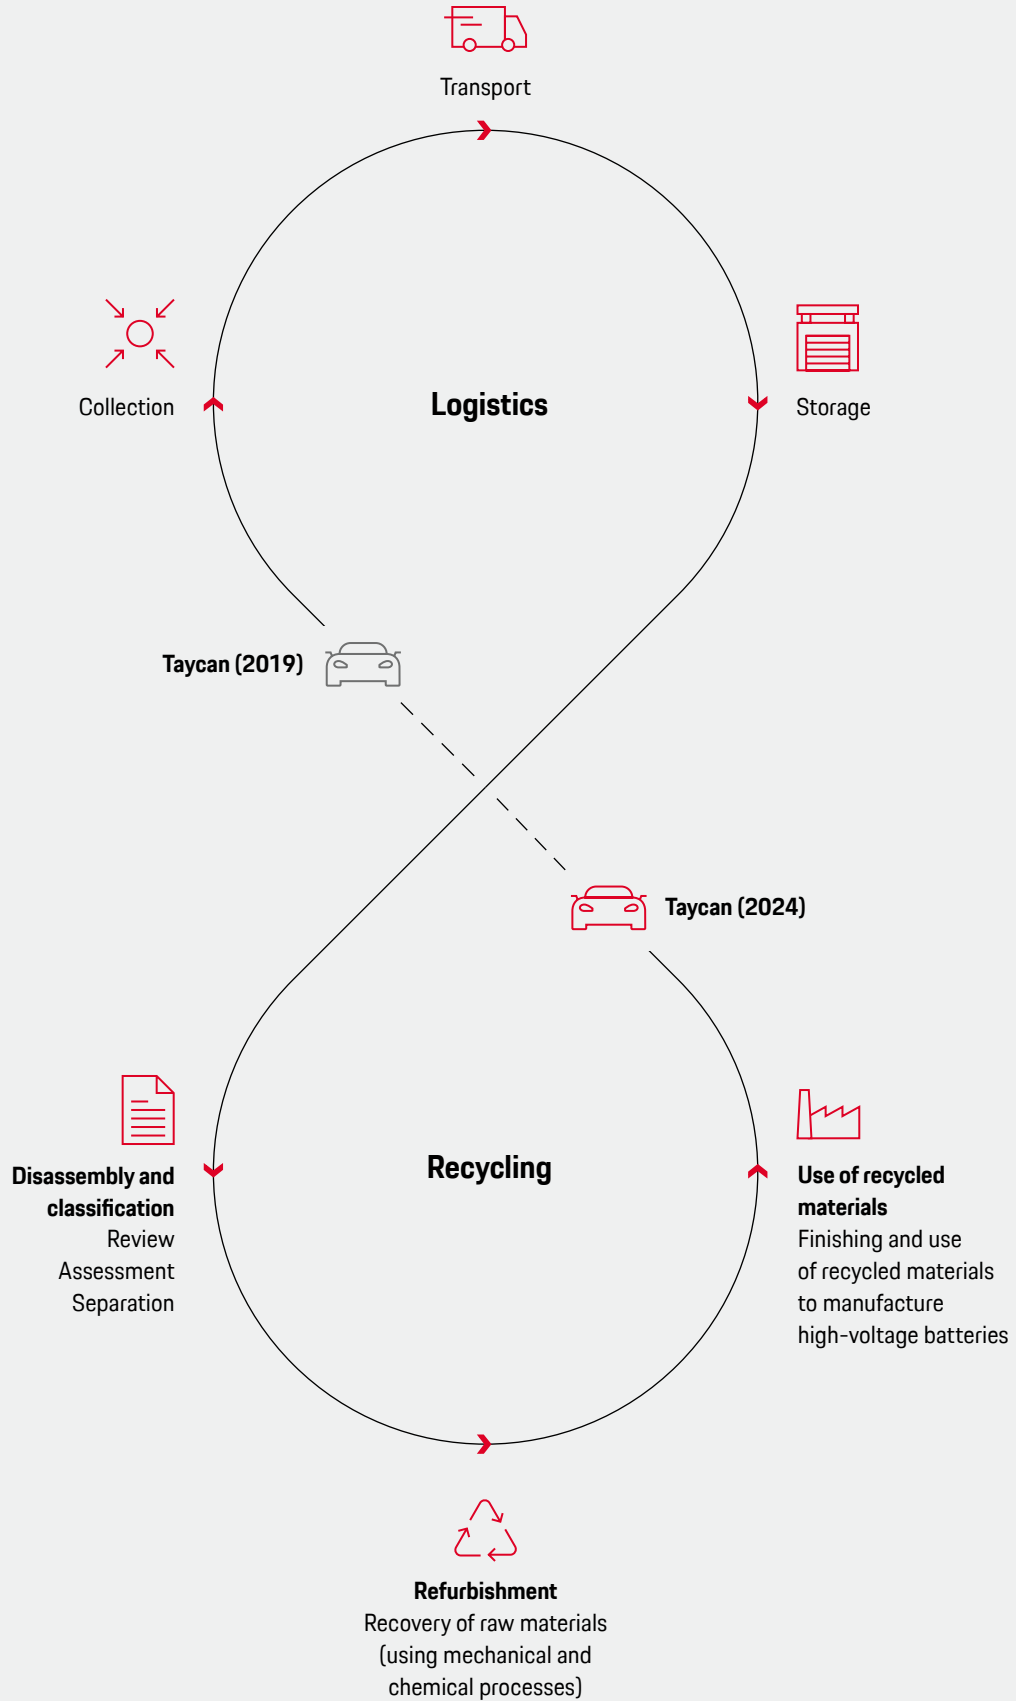 Transport
Collection
Logistics
Storage
Taycan (2019)
Taycan (2024)
Disassembly and
classification
Review
Assessment
Separation
Recycling
Use of recycled
materials
Finishing and use
of recycled materials
to manufacture
high-voltage batteries
Refurbishment
Recovery of raw materials
(using mechanical and
chemical processes)